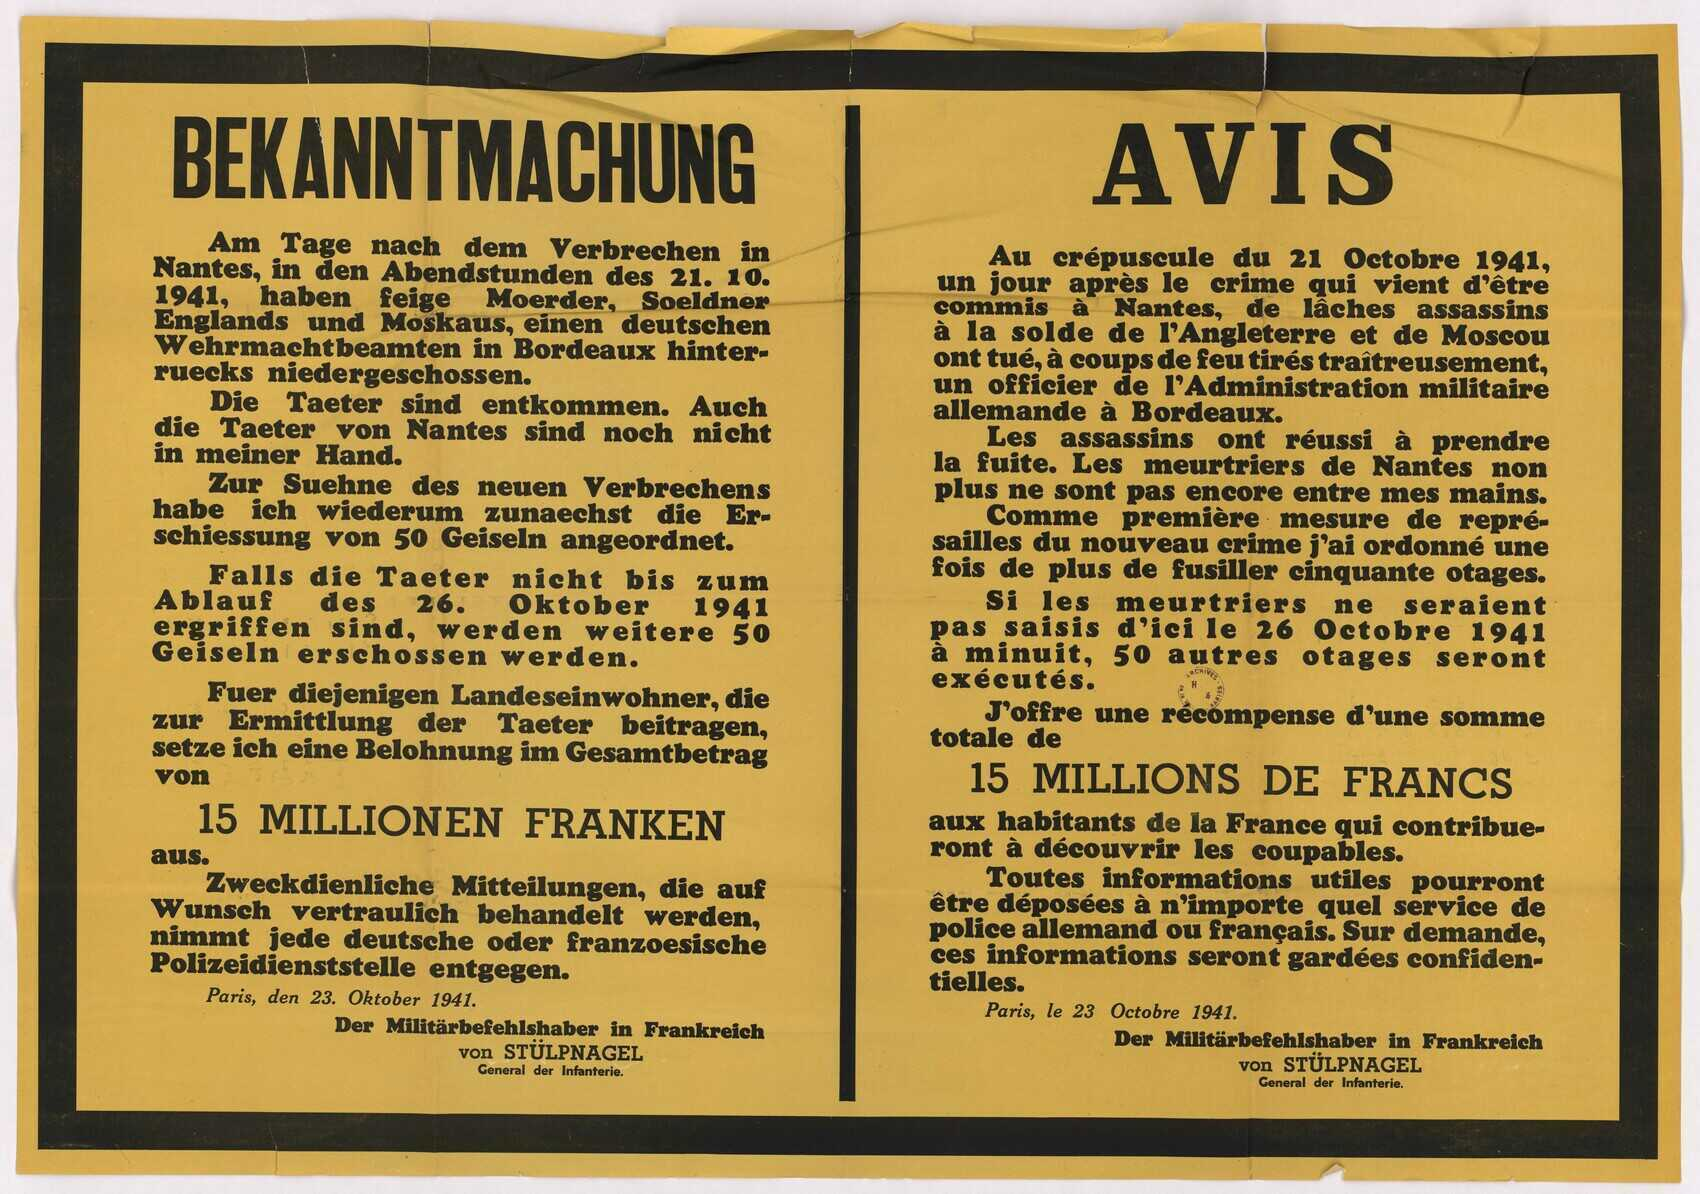 BEKANNTMACHUNG
Am Tage nach dem Verbrechen in
Nantes, in den Abendstunden des 21. 10.
1941, haben feige Moerder, Soeldner
Englands und Moskaus, einen deutschen
Wehrmachtbeamten in Bordeaux hinter-
ruecks niedergeschossen.
Die Taeter sind entkommen. Auch
die Taeter von Nantes sind noch nicht
in meiner Hand.
Zur Suehne des neuen Verbrechens
habe ich wiederum zunaechst die Er-
schiessung von 50 Geiseln angeordnet.
Falls die Taeter nicht bis zum
Ablauf des 26. Oktober 1941
ergriffen sind, werden weitere 50
Geiseln erschossen werden.
Fuer diejenigen Landeseinwohner, die
zur Ermittlung der Taeter beitragen,
setze ich eine Belohnung im Gesamtbetrag
von
15 MILLIONEN FRANKEN
aus.
Zweckdienliche Mitteilungen, die auf
Wunsch vertraulich behandelt werden,
nimmt jede deutsche oder franzoesische
Polizeidienststelle entgegen.
Paris, den 23. Oktober 1941.
Der Militärbefehlshaber in Frankreich
von STÜLPNAGEL
General der Infanterie.
AVIS
Au crépuscule du 21 Octobre 1941,
un jour après le crime qui vient d'être
commis à Nantes, de lâches assassins
à la solde de l'Angleterre et de Moscou
ont tué, à coups de feu tirés traîtreusement,
un officier de l'Administration militaire
allemande à Bordeaux.
Les assassins ont réussi à prendre
la fuite. Les meurtriers de Nantes non
plus ne sont pas encore entre mes mains.
Comme première mesure de repré-
sailles du nouveau crime j'ai ordonné une
fois de plus de fusiller cinquante otages.
Si les meurtriers ne seraient
pas saisis d'ici le 26 Octobre 1941
à minuit, 50 autres otages seront
exécutés.
J'offre une récompense d'une somme
totale de
15 MILLIONS DE FRANCS
aux habitants de la France qui contribue-
ront à découvrir les coupables.
Toutes informations utiles pourront
être déposées à n'importe quel service de
police allemand ou français. Sur demande,
ces informations seront gardées confiden-
tielles.
Paris, le 23 Octobre 1941.
Der Militärbefehlshaber in Frankreich
von STÜLPNAGEL
General der Infanterie.
ARCHIVES